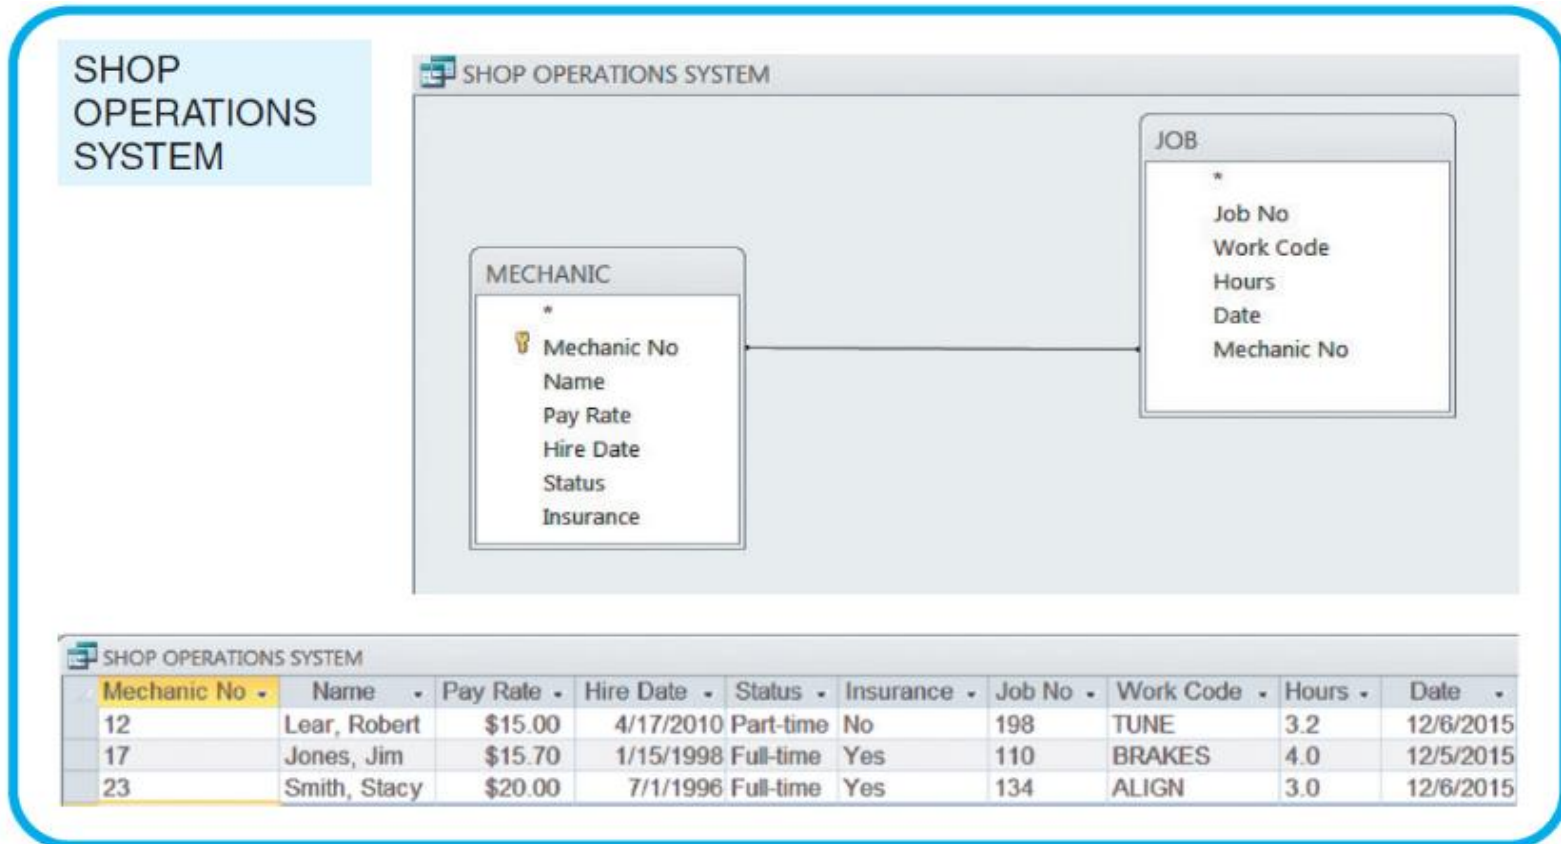 SHOP
OPERATIONS
SYSTEM
SHOP OPERATIONS SYSTEM
JOB
*
Job No
Work Code
Hours
Date
Mechanic No
MECHANIC
*
Mechanic No
Name
Pay Rate
Hire Date
Status
Insurance
SHOP OPERATIONS SYSTEM
Mechanic No Name Pay Rate Hire Date Status Insurance Job No Work Code Hours Date
12 Lear, Robert $15.00 4/17/2010 Part-time No 198 TUNE 3.2 12/6/2015
17 Jones, Jim $15.70 1/15/1998 Full-time Yes 110 BRAKES 4.0 12/5/2015
23 Smith, Stacy $20.00 7/1/1996 Full-time Yes 134 ALIGN 3.0 12/6/2015